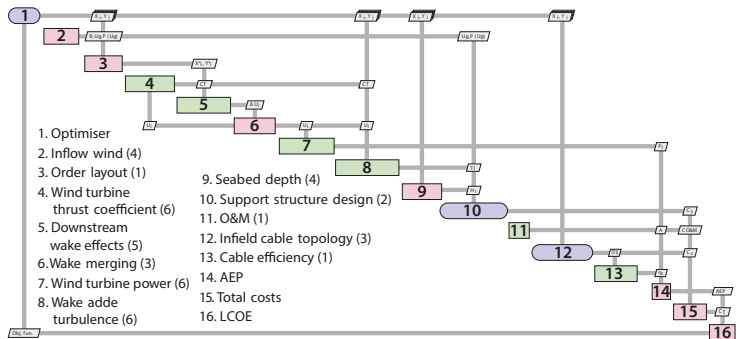 1
X i, Y i
X i, Y i
X i, Y i
X i, Y i
2
θ, U∞, P (U∞)
U∞, P (U∞)
3
4
CT
CT
5
Δ U i
U i
6
U i
U i
7
P i
8
T i
9
H i
10
C s
11
A
CO&M
12
C c
13
14
AEP
15
C T
Obj. fun.
16
1. Optimiser
2. Inflow wind (4)
3. Order layout (1)
4. Wind turbine
thrust coefficient (6)
5. Downstream
wake effects (5)
6. Wake merging (3)
7. Wind turbine power (6)
8. Wake adde
turbulence (6)
9. Seabed depth (4)
10. Support structure design (2)
11. O&M (1)
12. Infield cable topology (3)
13. Cable efficiency (1)
14. AEP
15. Total costs
16. LCOE